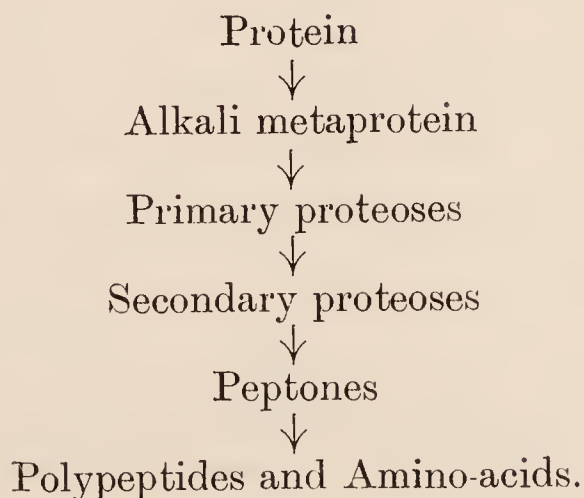 Protein
↓
Alkali metaprotein
↓
Primary proteoses
↓
Secondary proteoses
↓
Peptones
↓
Polypeptides and Amino-acids.